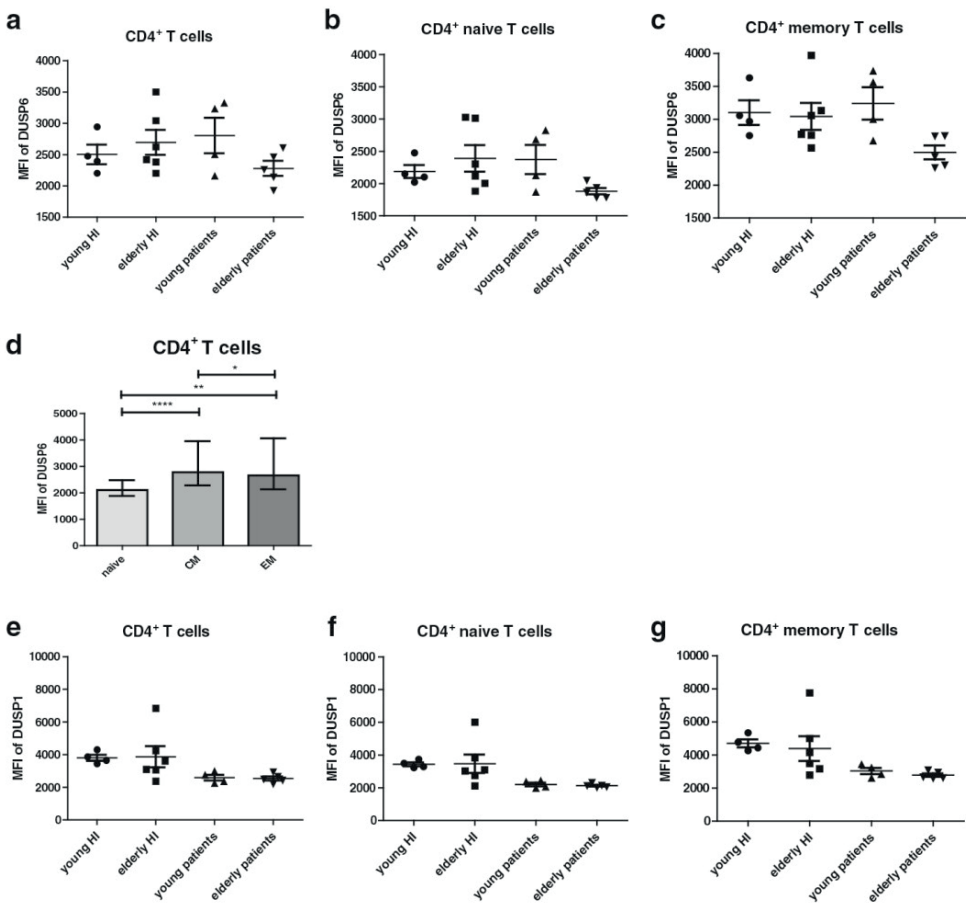 a
CD4⁺ T cells
MFI of DUSP6
4000
3500
3000
2500
2000
1500
young HI
elderly HI
young patients
elderly patients
b
CD4⁺ naive T cells
MFI of DUSP6
4000
3500
3000
2500
2000
1500
young HI
elderly HI
young patients
elderly patients
c
CD4⁺ memory T cells
MFI of DUSP6
4000
3500
3000
2500
2000
1500
young HI
elderly HI
young patients
elderly patients
d
CD4⁺ T cells
*
**
****
MFI of DUSP6
5000
4000
3000
2000
1000
0
naive
CM
EM
e
CD4⁺ T cells
MFI of DUSP1
10000
8000
6000
4000
2000
0
young HI
elderly HI
young patients
elderly patients
f
CD4⁺ naive T cells
MFI of DUSP1
10000
8000
6000
4000
2000
0
young HI
elderly HI
young patients
elderly patients
g
CD4⁺ memory T cells
MFI of DUSP1
10000
8000
6000
4000
2000
0
young HI
elderly HI
young patients
elderly patients